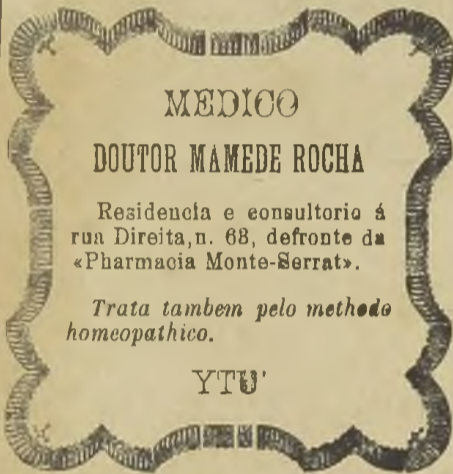 MEDICO
DOUTOR MAMEDE ROCHA
Residencia e consultorio á
rua Direita, n. 68, defronte da
«Pharmacia Monte-Serrat».
Trata tambem pelo methodo
homeopathico.
YTU'